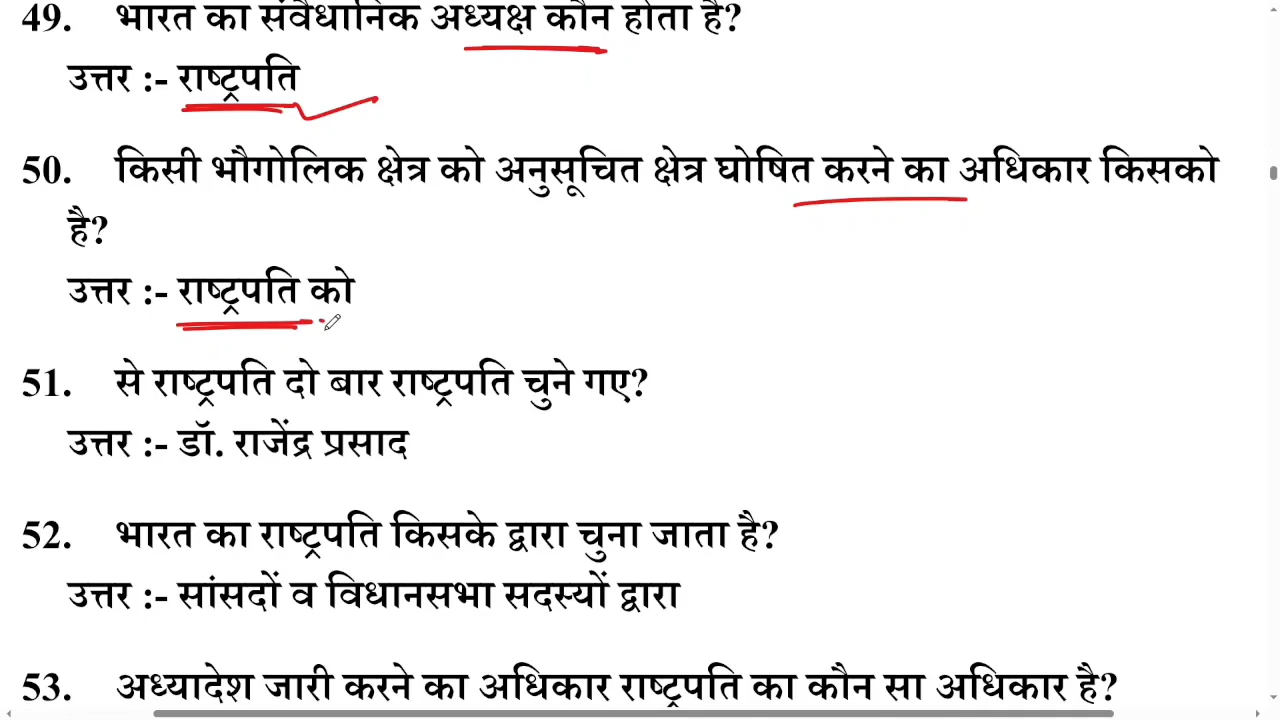 49. भारत का संवैधानिक अध्यक्ष कौन होता है?
उत्तर :- राष्ट्रपति
50. किसी भौगोलिक क्षेत्र को अनुसूचित क्षेत्र घोषित करने का अधिकार किसको
है?
उत्तर :- राष्ट्रपति को
51. से राष्ट्रपति दो बार राष्ट्रपति चुने गए?
उत्तर :- डॉ. राजेंद्र प्रसाद
52. भारत का राष्ट्रपति किसके द्वारा चुना जाता है?
उत्तर :- सांसदों व विधानसभा सदस्यों द्वारा
53. अध्यादेश जारी करने का अधिकार राष्ट्रपति का कौन सा अधिकार है?